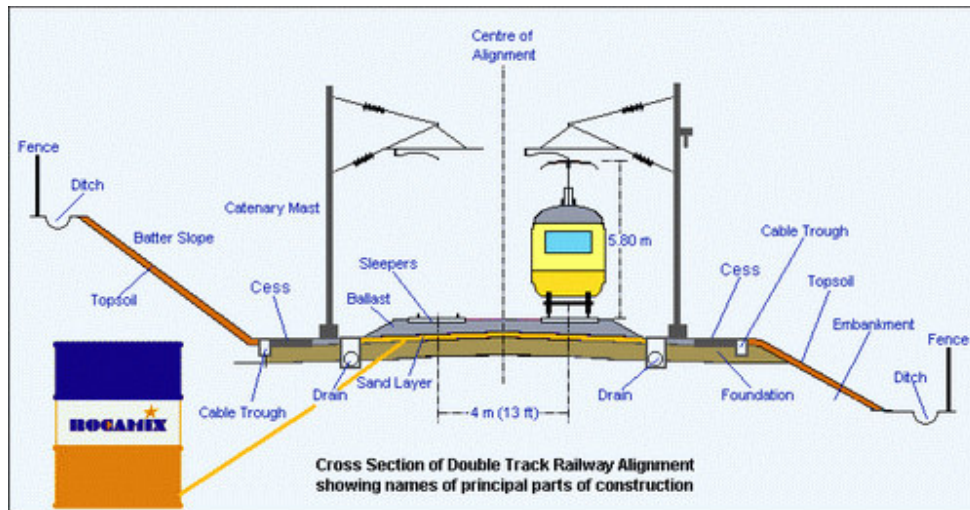 Centre of
Alignment
Fence
Ditch
Catenary Mast
Batter Slope
5.80 m
Cable Trough
Sleepers
Cess
Topsoil
Cess
Topsoil
Ballast
Embankment
Fence
Sand Layer
Drain
Drain
Foundation
Ditch
Cable Trough
4 m (13 ft)
ROGAMIX
Cross Section of Double Track Railway Alignment
showing names of principal parts of construction